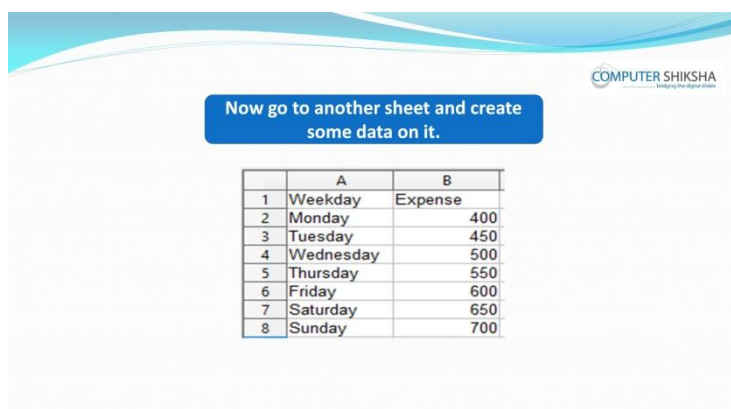 COMPUTER SHIKSHA
bridging the digital divide
Now go to another sheet and create
some data on it.
A B
1 Weekday Expense
2 Monday 400
3 Tuesday 450
4 Wednesday 500
5 Thursday 550
6 Friday 600
7 Saturday 650
8 Sunday 700